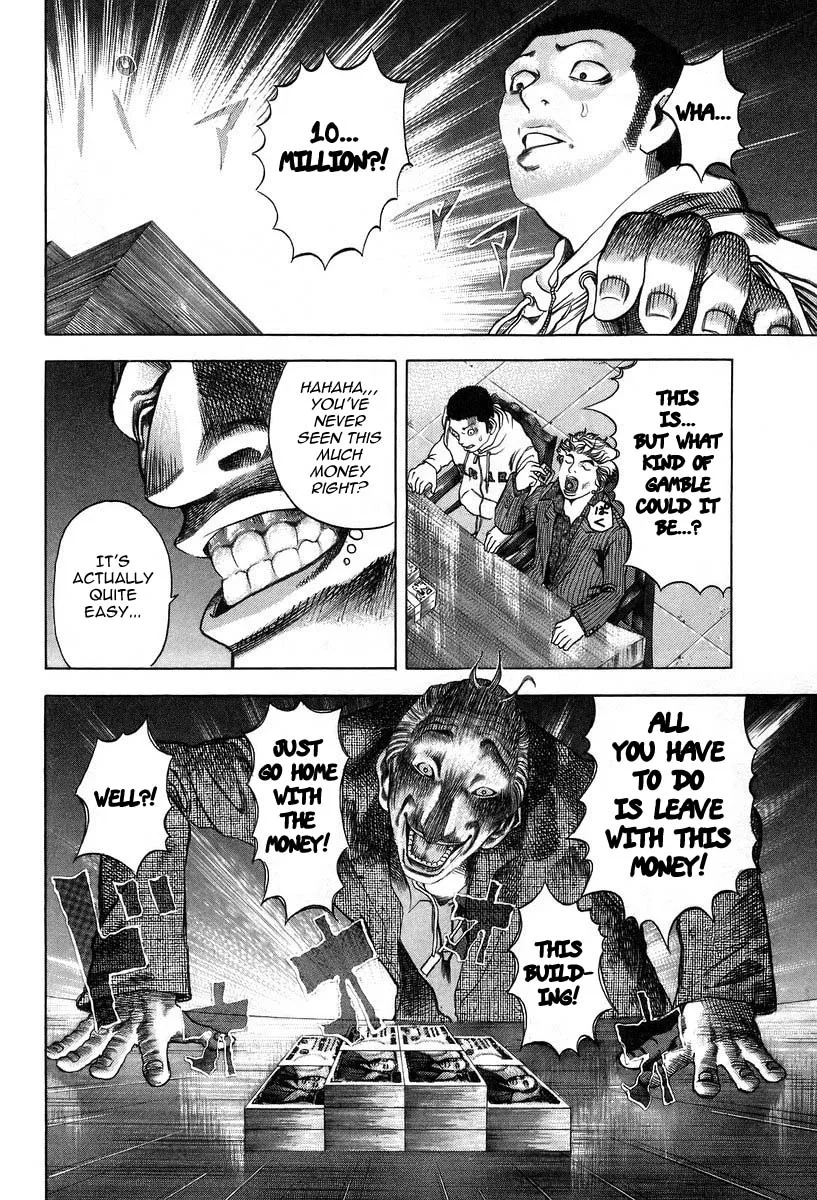 WHA...
10...
MILLION?!
THIS
IS...
BUT WHAT
KIND OF
GAMBLE
COULD IT
BE...?
HAHAHA,,,
YOU'VE
NEVER
SEEN THIS
MUCH
MONEY
RIGHT?
IT'S
ACTUALLY
QUITE
EASY...
ALL
YOU HAVE
TO DO
IS LEAVE
WITH THIS
MONEY!
THIS
BUILD-
ING!
JUST
GO HOME
WITH
THE
MONEY!
WELL?!